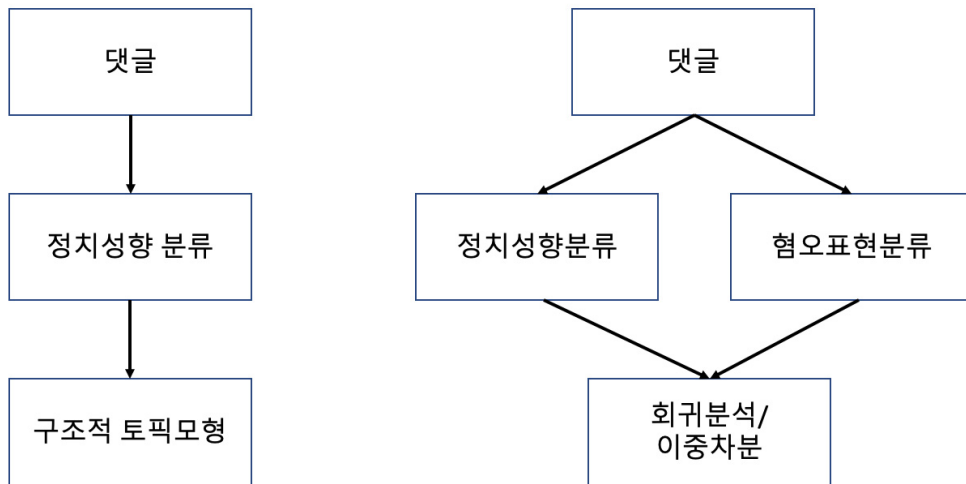 댓글
정치성향 분류
구조적 토픽모형
댓글
정치성향분류
혐오표현분류
회귀분석/
이중차분